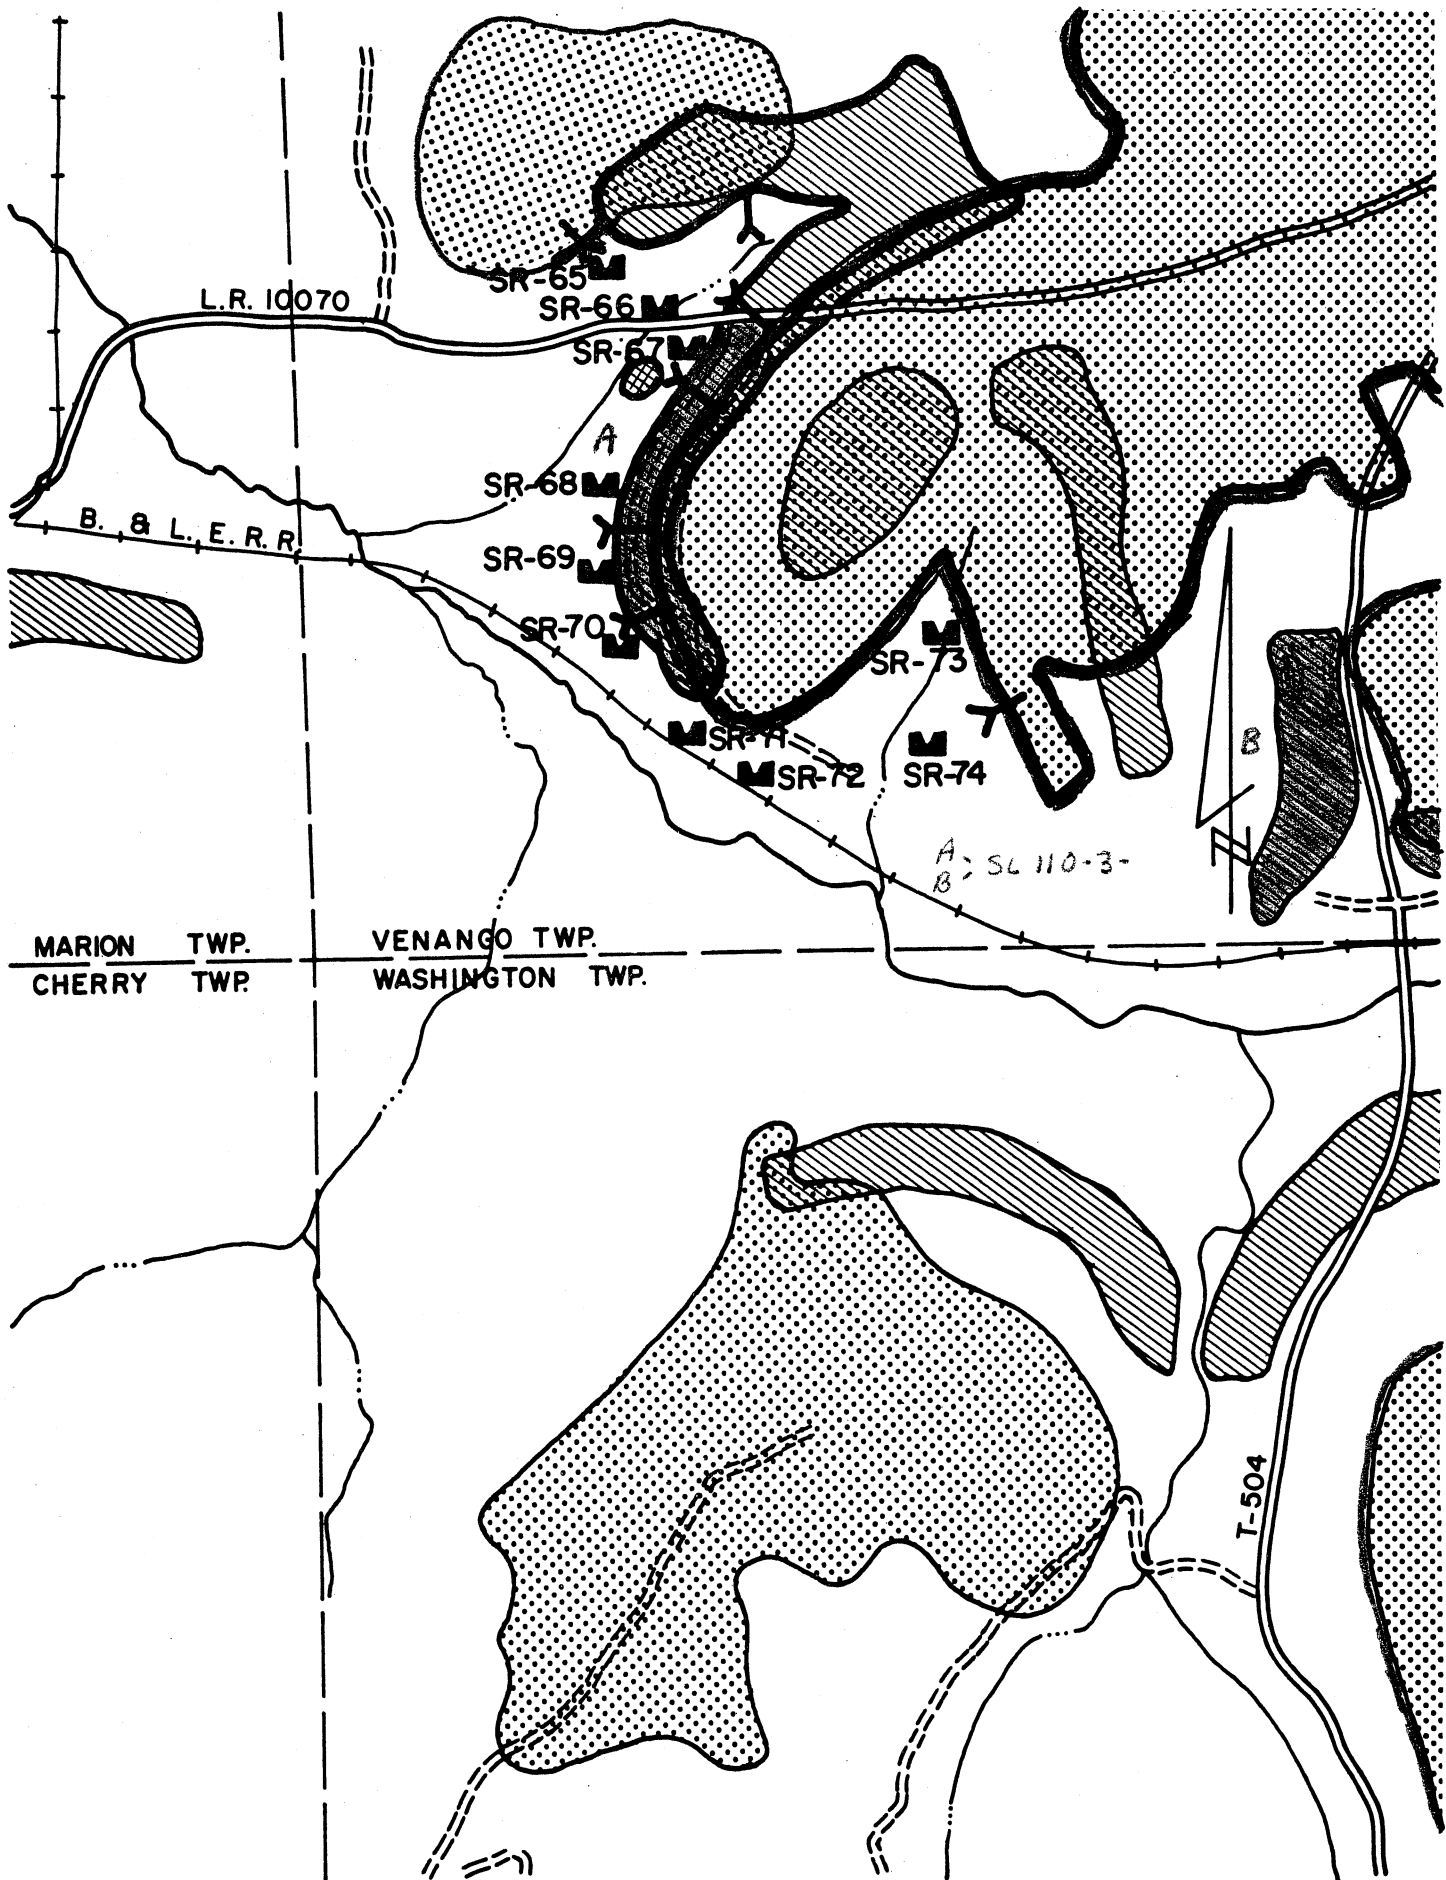 SR-65
L.R. 10070
SR-66
SR-67
A
SR-68
B. & L. E. R. R.
SR-69
SR-70
SR-73
SR-71
B
SR-72
SR-74
A
B : SL 110-3-
N
MARION TWP.
VENANGO TWP.
CHERRY TWP.
WASHINGTON TWP.
T-504